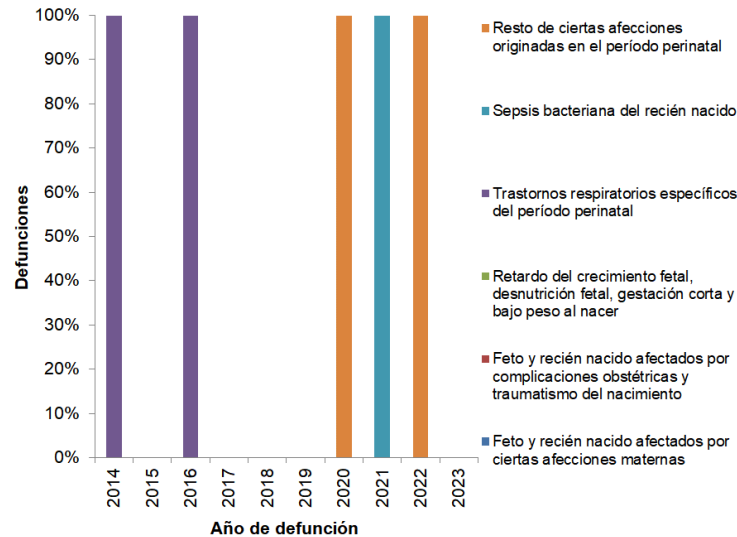 100%
90%
80%
70%
60%
50%
40%
30%
20%
10%
0%
Defunciones
2014
2015
2016
2017
2018
2019
2020
2021
2022
2023
Año de defunción
Resto de ciertas afecciones
originadas en el período perinatal
Sepsis bacteriana del recién nacido
Trastornos respiratorios específicos
del período perinatal
Retardo del crecimiento fetal,
desnutrición fetal, gestación corta y
bajo peso al nacer
Feto y recién nacido afectados por
complicaciones obstétricas y
traumatismo del nacimiento
Feto y recién nacido afectados por
ciertas afecciones maternas